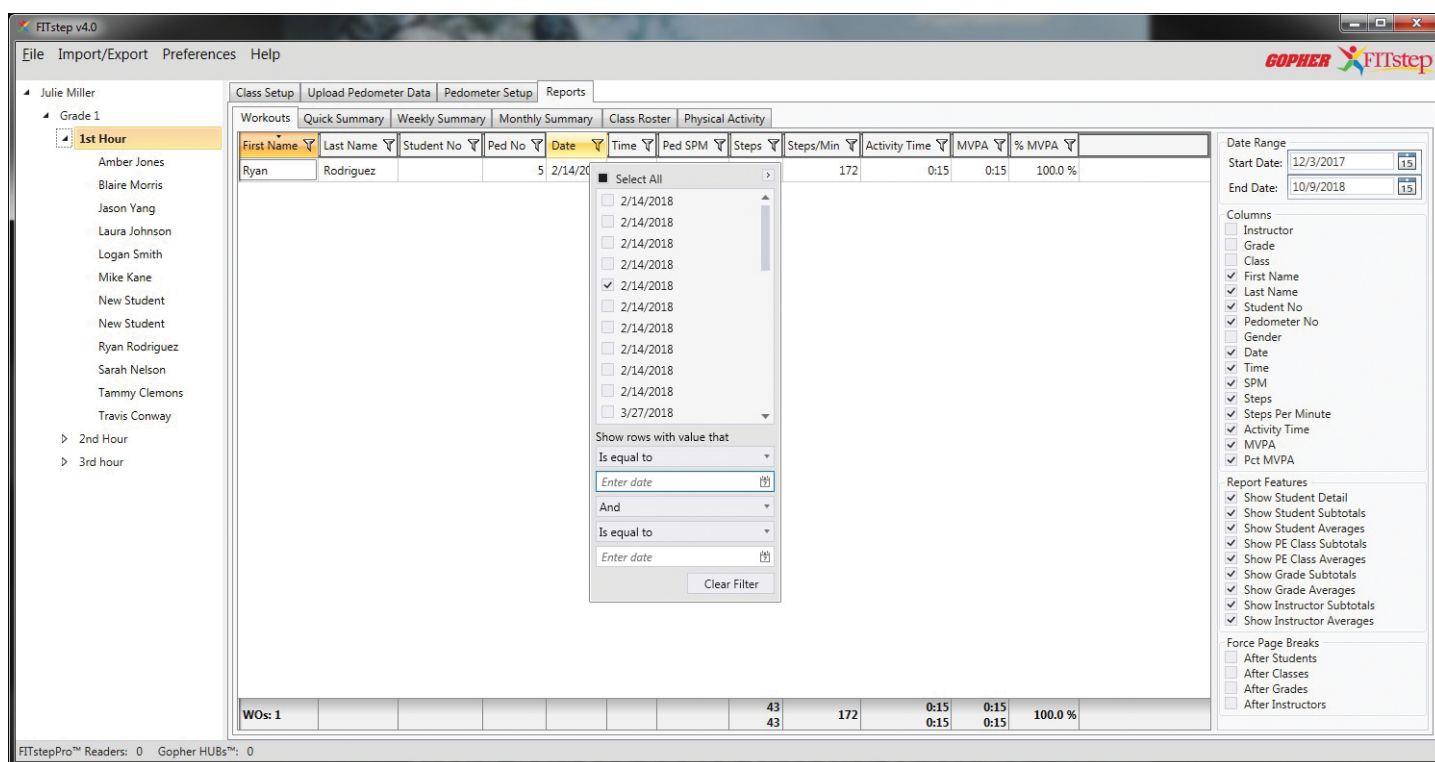 FITstep v4.0
File Import/Export Preferences Help
GOPHER FITstep
Julie Miller
Grade 1
1st Hour
Amber Jones
Blaire Morris
Jason Yang
Laura Johnson
Logan Smith
Mike Kane
New Student
New Student
Ryan Rodriguez
Sarah Nelson
Tammy Clemons
Travis Conway
2nd Hour
3rd hour
Class Setup Upload Pedometer Data Pedometer Setup Reports
Workouts Quick Summary Weekly Summary Monthly Summary Class Roster Physical Activity
First Name Last Name Student No Ped No Date Time Ped SPM Steps Steps/Min Activity Time MVPA % MVPA
Ryan Rodriguez 5 2/14/20 172 0:15 0:15 100.0 %
Select All
2/14/2018
2/14/2018
2/14/2018
2/14/2018
2/14/2018
2/14/2018
2/14/2018
2/14/2018
2/14/2018
2/14/2018
3/27/2018
Show rows with value that
Is equal to
Enter date
And
Is equal to
Enter date
Clear Filter
WOs: 1 43 172 0:15 0:15 100.0 %
43 0:15 0:15
Date Range
Start Date: 12/3/2017 15
End Date: 10/9/2018 15
Columns
Instructor
Grade
Class
First Name
Last Name
Student No
Pedometer No
Gender
Date
Time
SPM
Steps
Steps Per Minute
Activity Time
MVPA
Pct MVPA
Report Features
Show Student Detail
Show Student Subtotals
Show Student Averages
Show PE Class Subtotals
Show PE Class Averages
Show Grade Subtotals
Show Grade Averages
Show Instructor Subtotals
Show Instructor Averages
Force Page Breaks
After Students
After Classes
After Grades
After Instructors
FITstepPro™ Readers: 0 Gopher HUBs™: 0